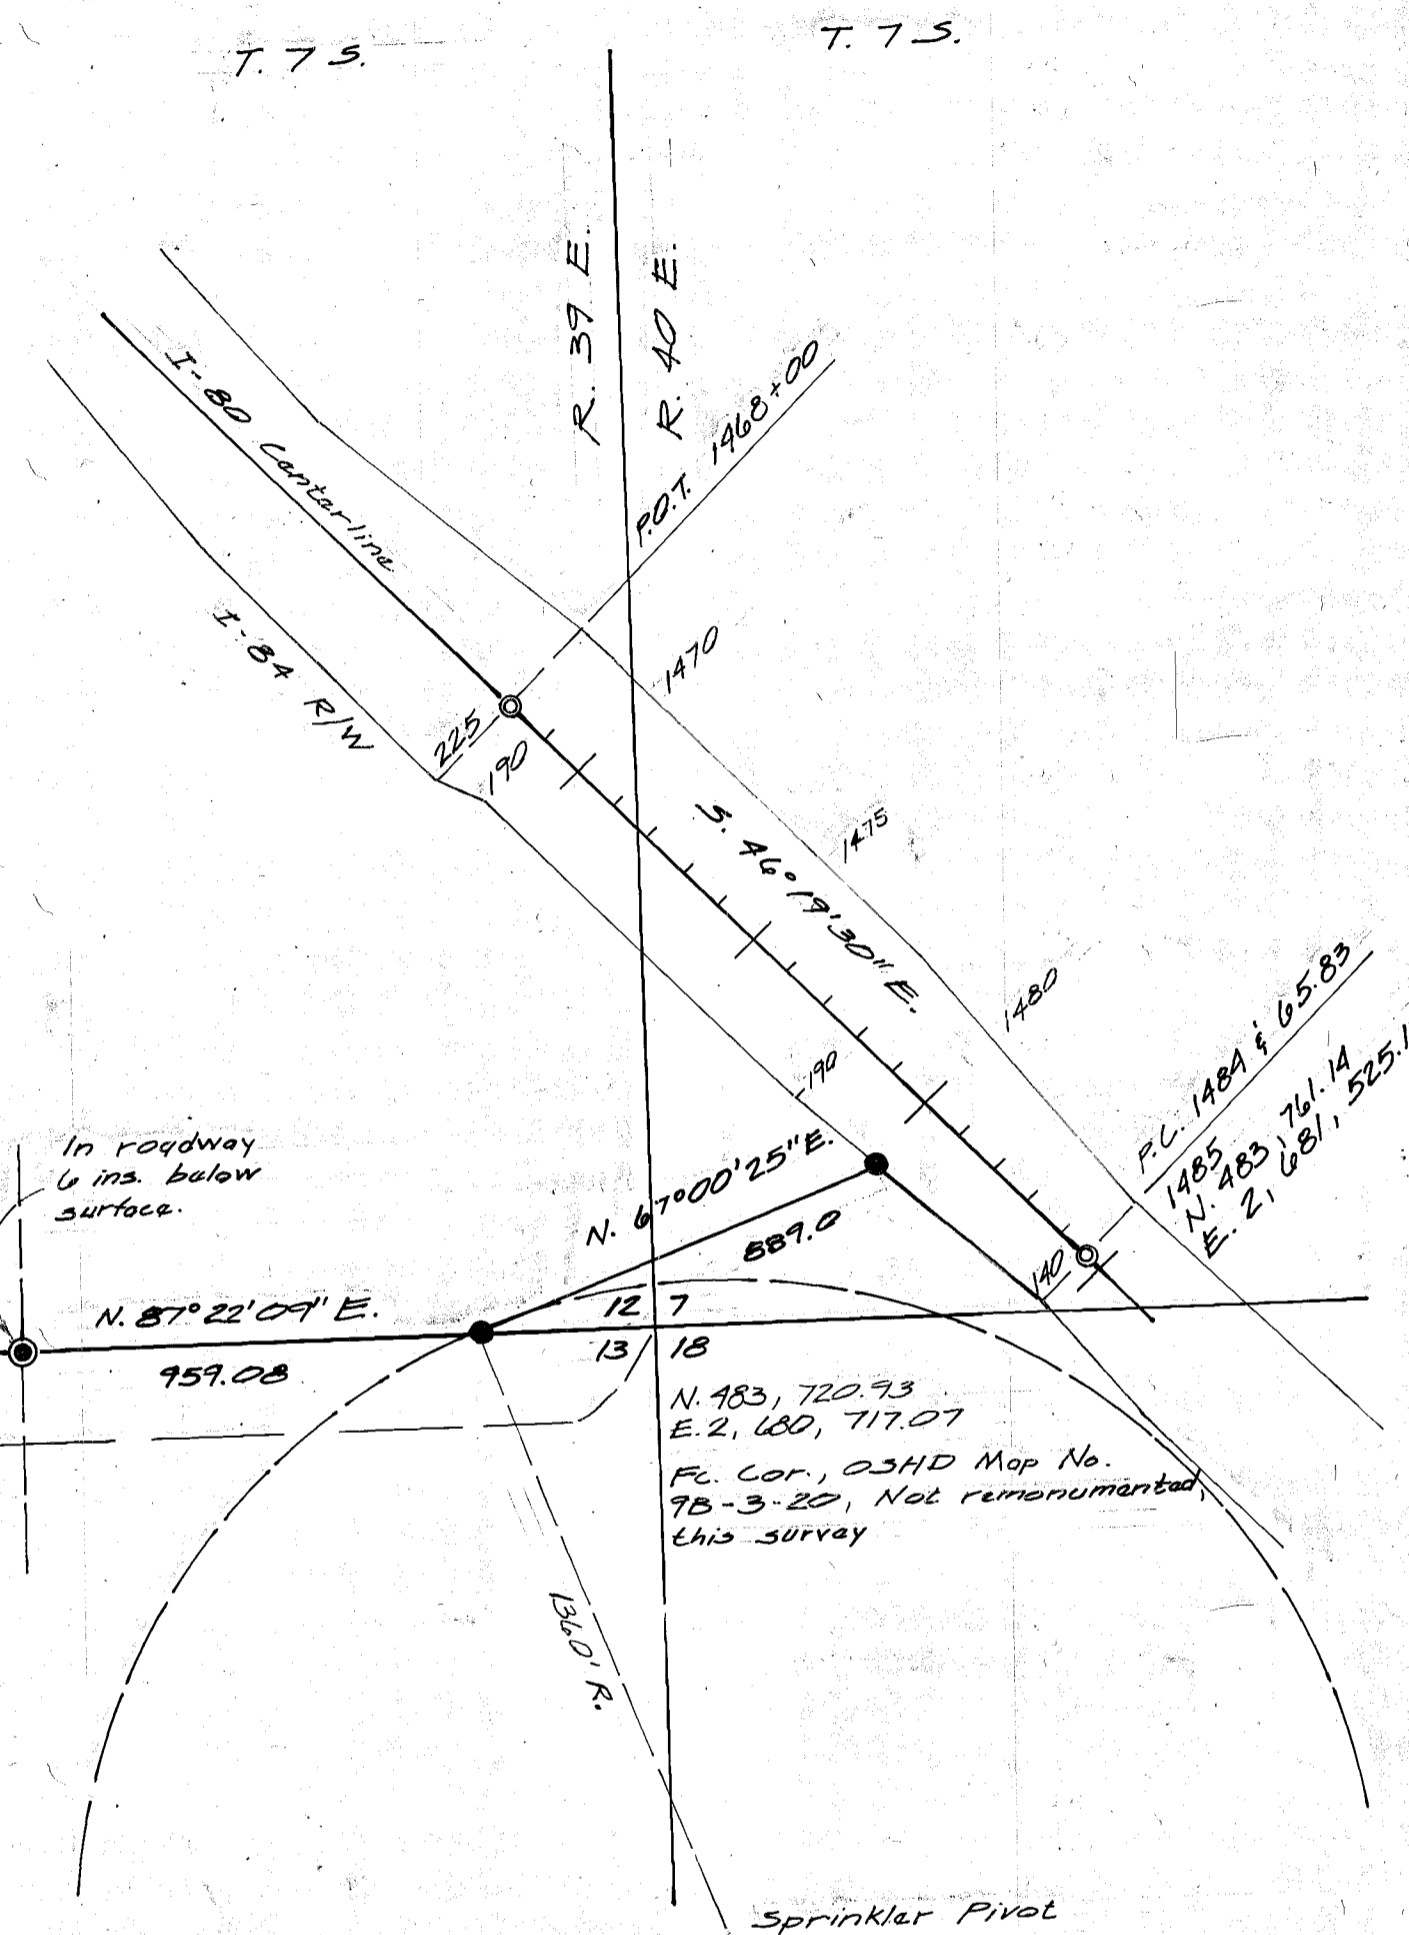 T. 7 S.
T. 7 S.
R. 39 E.
R. 40 E.
I-80 Centerline
I-84 R/W
P.O.T. 1468+00
1470
225
190
S. 46°19'30" E.
1475
1480
190
P.C. 1484 & 65.83
1485
N. 483, 761.14
E. 2, 681, 525.1
In roadway
6 ins. below
surface.
N. 67°00'25" E.
889.0
140
N. 87°22'09" E.
959.08
12 7
13 18
N. 483, 720.93
E. 2, 680, 717.07
Fc. Cor., OSHD Map No.
9B-3-20, Not remonumented,
this survey
1360' R.
Sprinkler Pivot